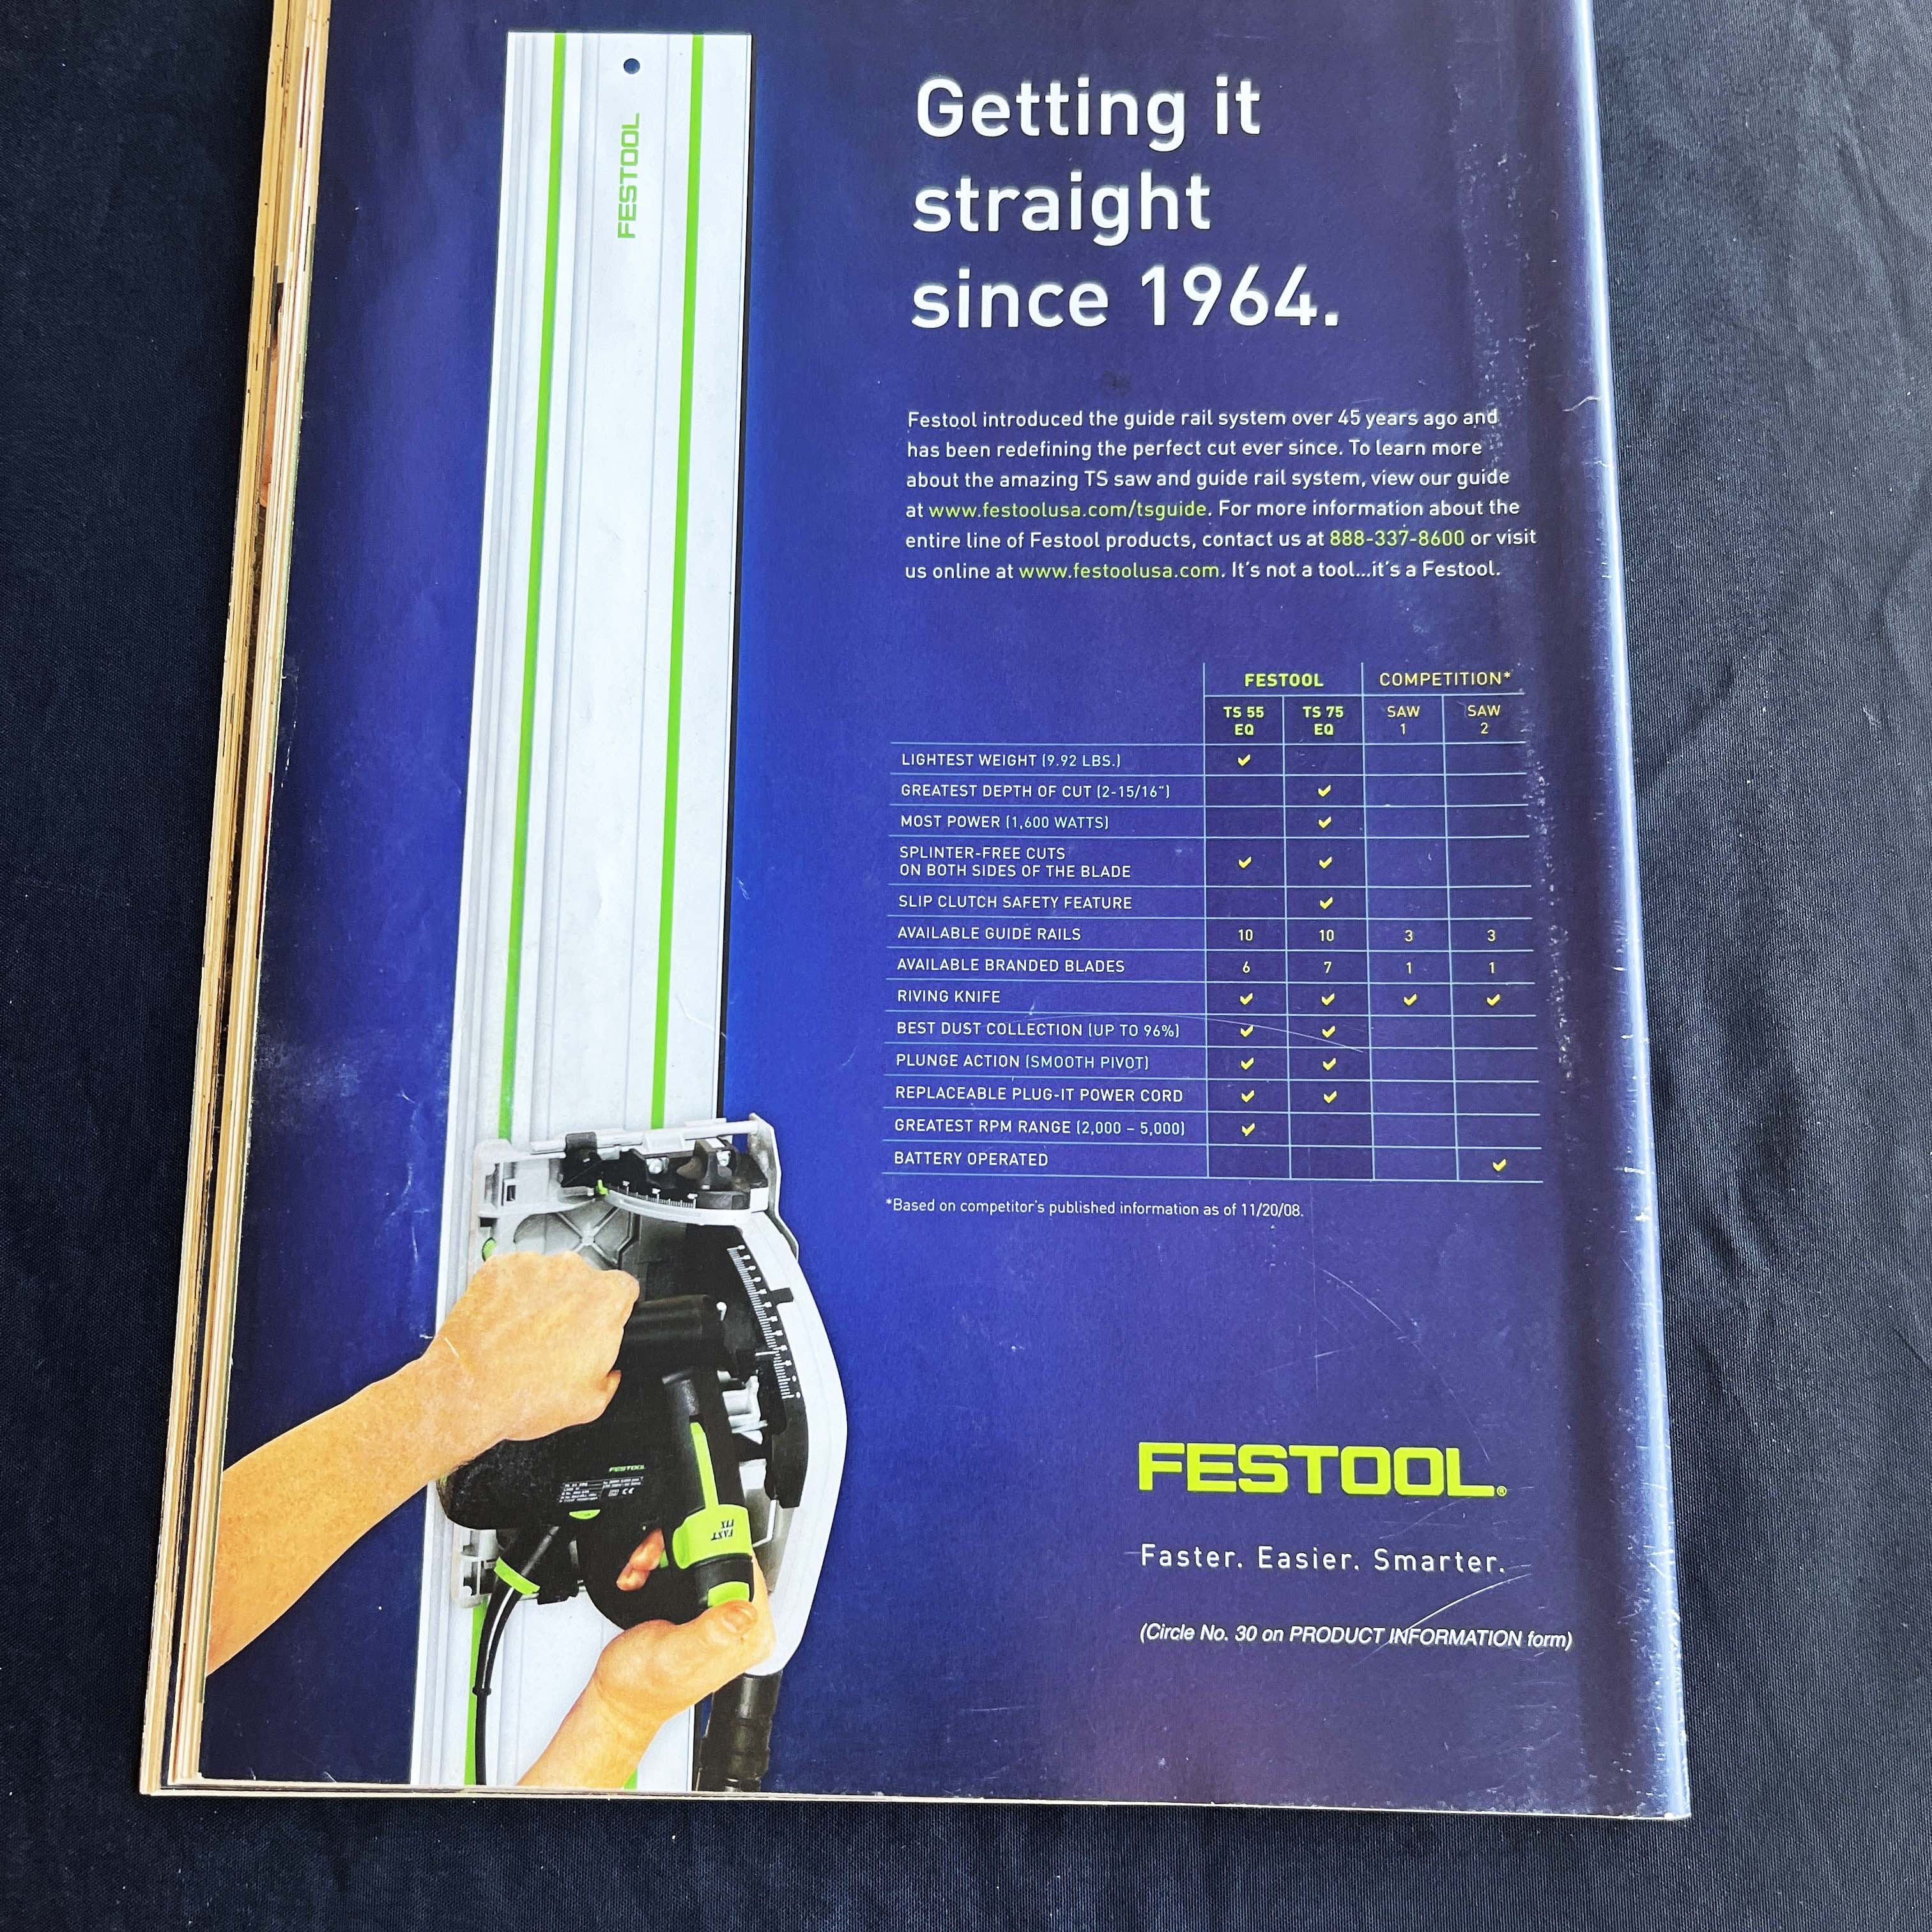 FESTOOL
Getting it
straight
since 1964.
Festool introduced the guide rail system over 45 years ago and
has been redefining the perfect cut ever since. To learn more
about the amazing TS saw and guide rail system, view our guide
at www.festoolusa.com/tsguide. For more information about the
entire line of Festool products, contact us at 888-337-8600 or visit
us online at www.festoolusa.com. It's not a tool...it's a Festool.
FESTOOL COMPETITION*
TS 55 EQ TS 75 EQ SAW 1 SAW 2
LIGHTEST WEIGHT (9.92 LBS.) ✔
GREATEST DEPTH OF CUT (2-15/16") ✔
MOST POWER (1,600 WATTS) ✔
SPLINTER-FREE CUTS
ON BOTH SIDES OF THE BLADE ✔ ✔
SLIP CLUTCH SAFETY FEATURE ✔
AVAILABLE GUIDE RAILS 10 10 3 3
AVAILABLE BRANDED BLADES 6 7 1 1
RIVING KNIFE ✔ ✔ ✔ ✔
BEST DUST COLLECTION (UP TO 96%) ✔ ✔
PLUNGE ACTION (SMOOTH PIVOT) ✔ ✔
REPLACEABLE PLUG-IT POWER CORD ✔ ✔
GREATEST RPM RANGE (2,000 – 5,000) ✔
BATTERY OPERATED ✔
*Based on competitor's published information as of 11/20/08.
FESTOOL
FAST
FIX
FESTOOL®
Faster. Easier. Smarter.
(Circle No. 30 on PRODUCT INFORMATION form)